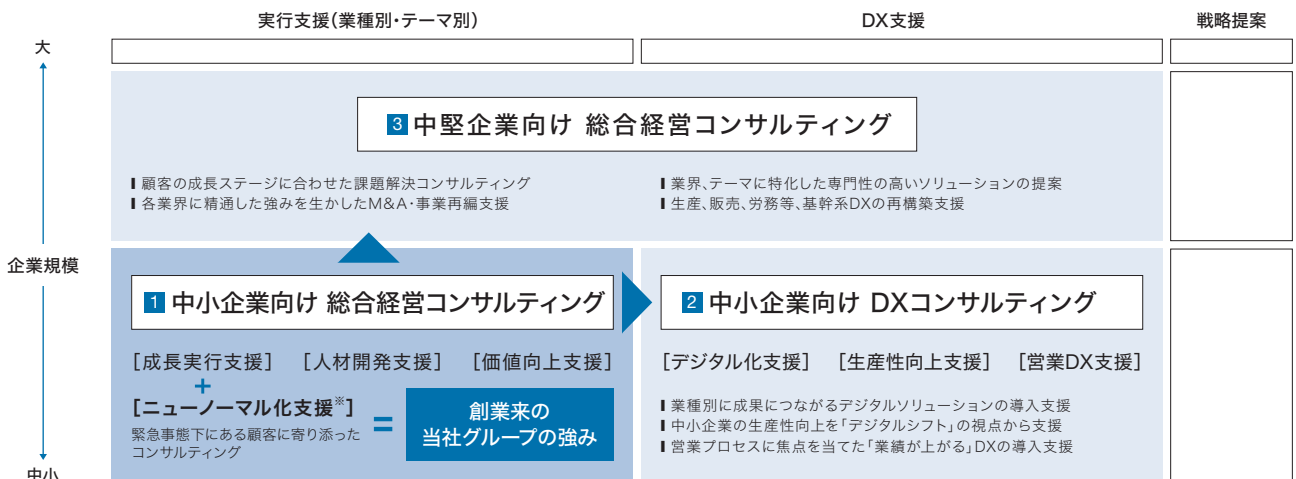 実行支援（業種別・テーマ別）
DX支援
戦略提案
大
3 中堅企業向け 総合経営コンサルティング
顧客の成長ステージに合わせた課題解決コンサルティング
各業界に精通した強みを生かしたM&A・事業再編支援
業界、テーマに特化した専門性の高いソリューションの提案
生産、販売、労務等、基幹系DXの再構築支援
企業規模
1 中小企業向け 総合経営コンサルティング
[成長実行支援] [人材開発支援] [価値向上支援]
+
[ニューノーマル化支援※]
緊急事態下にある顧客に寄り添った
コンサルティング
=
創業来の
当社グループの強み
2 中小企業向け DXコンサルティング
[デジタル化支援] [生産性向上支援] [営業DX支援]
業種別に成果につながるデジタルソリューションの導入支援
中小企業の生産性向上を「デジタルシフト」の視点から支援
営業プロセスに焦点を当てた「業績が上がる」DXの導入支援
中小